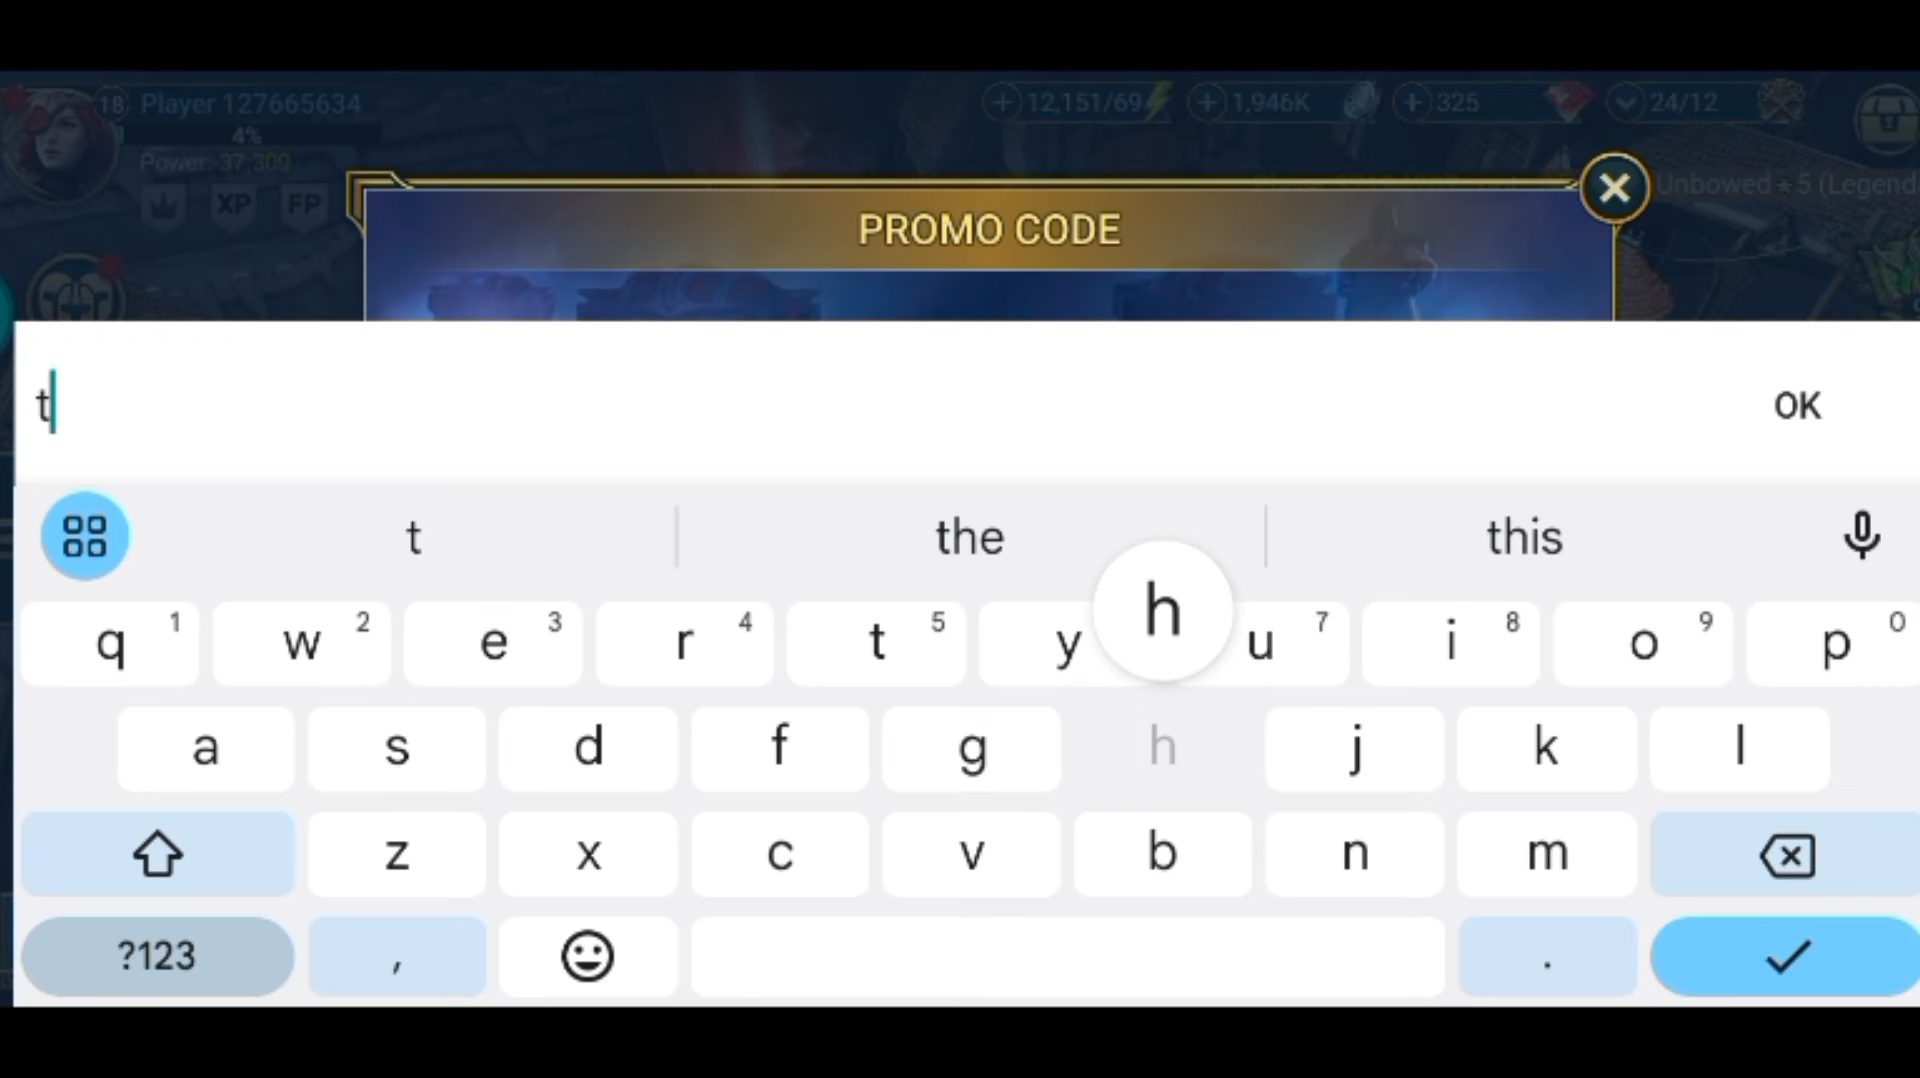 18 Player 127665634 12,151/69 1,946K 325 24/12
4%
Power: 37,309
XP FP
Unbowed ★ 5 (Legend
PROMO CODE
t OK
t the this
h
q 1 w 2 e 3 r 4 t 5 y u 7 i 8 o 9 p 0
a s d f g h j k l
z x c v b n m
?123 , .